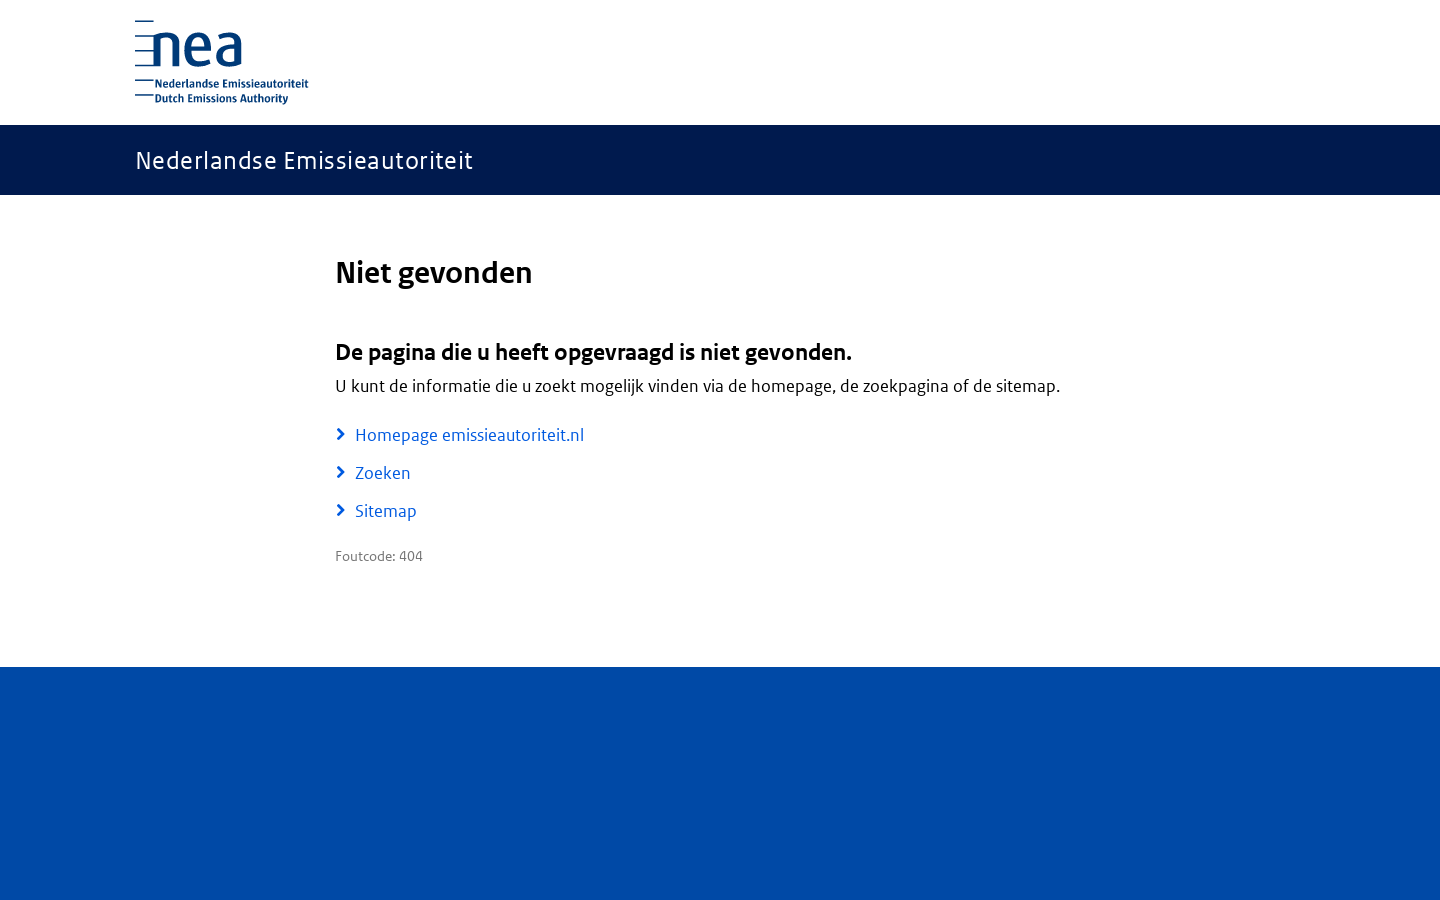 nea
Nederlandse Emissieautoriteit
Dutch Emissions Authority
Nederlandse Emissieautoriteit
Niet gevonden
De pagina die u heeft opgevraagd is niet gevonden.
U kunt de informatie die u zoekt mogelijk vinden via de homepage, de zoekpagina of de sitemap.
Homepage emissieautoriteit.nl
Zoeken
Sitemap
Foutcode: 404